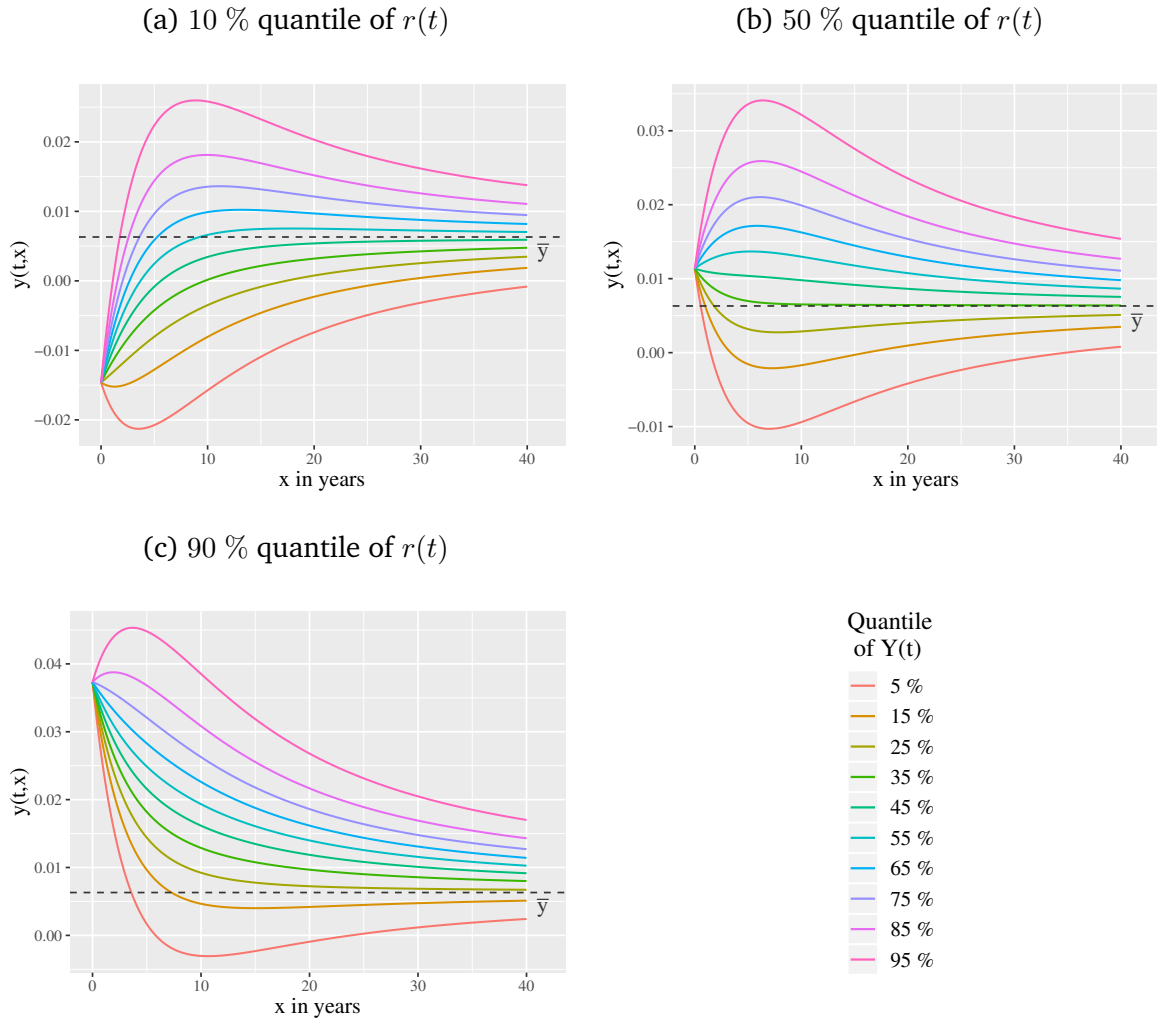 (a) 10 % quantile of r(t)
0.02
0.01
0.00
−0.01
−0.02
y(t,x)
y̅
0 10 20 30 40
x in years
(b) 50 % quantile of r(t)
0.03
0.02
0.01
0.00
−0.01
y(t,x)
y̅
0 10 20 30 40
x in years
(c) 90 % quantile of r(t)
0.04
0.03
0.02
0.01
0.00
y(t,x)
y̅
0 10 20 30 40
x in years
Quantile
of Y(t)
5 %
15 %
25 %
35 %
45 %
55 %
65 %
75 %
85 %
95 %